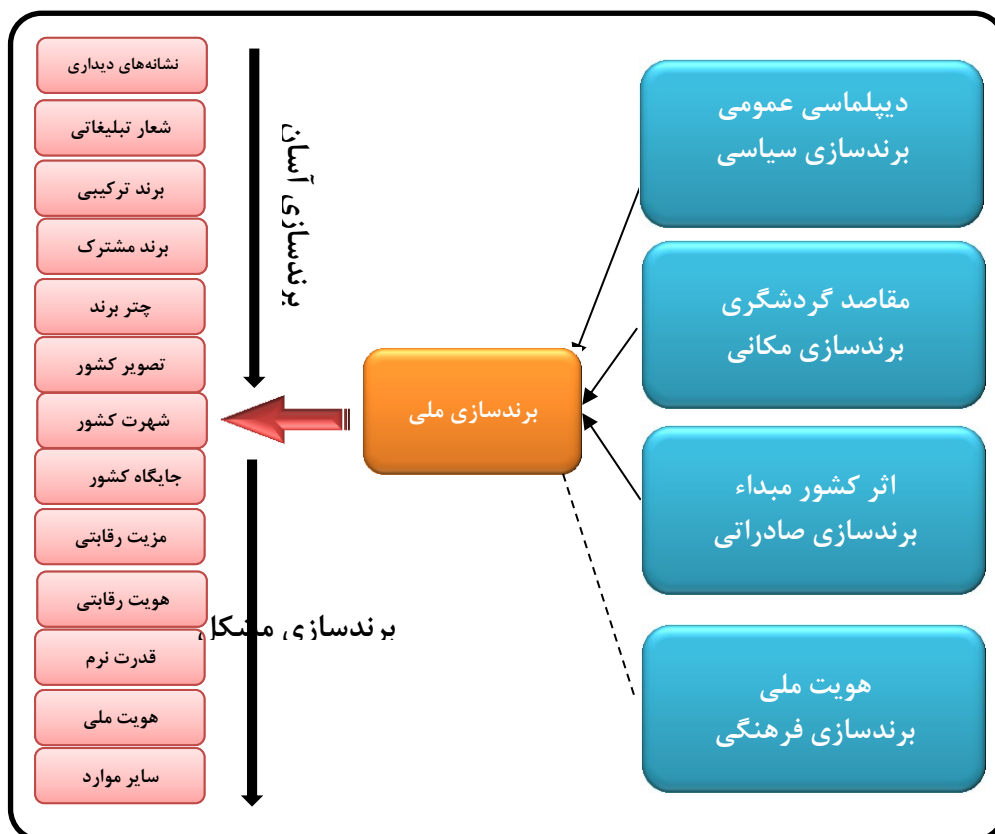 دیپلماسی عمومی
برندسازی سیاسی
مقاصد گردشگری
برندسازی مکانی
اثر کشور مبداء
برندسازی صادراتی
هویت ملی
برندسازی فرهنگی
برندسازی ملی
برندسازی آسان
برندسازی مشکل
نشانه‌های دیداری
شعار تبلیغاتی
برند ترکیبی
برند مشترک
چتر برند
تصویر کشور
شهرت کشور
جایگاه کشور
مزیت رقابتی
هویت رقابتی
قدرت نرم
هویت ملی
سایر موارد